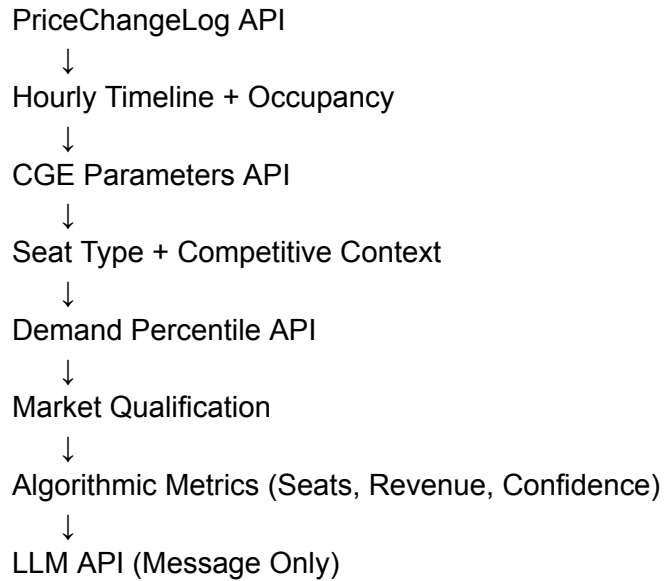 PriceChangeLog API
↓
Hourly Timeline + Occupancy
↓
CGE Parameters API
↓
Seat Type + Competitive Context
↓
Demand Percentile API
↓
Market Qualification
↓
Algorithmic Metrics (Seats, Revenue, Confidence)
↓
LLM API (Message Only)